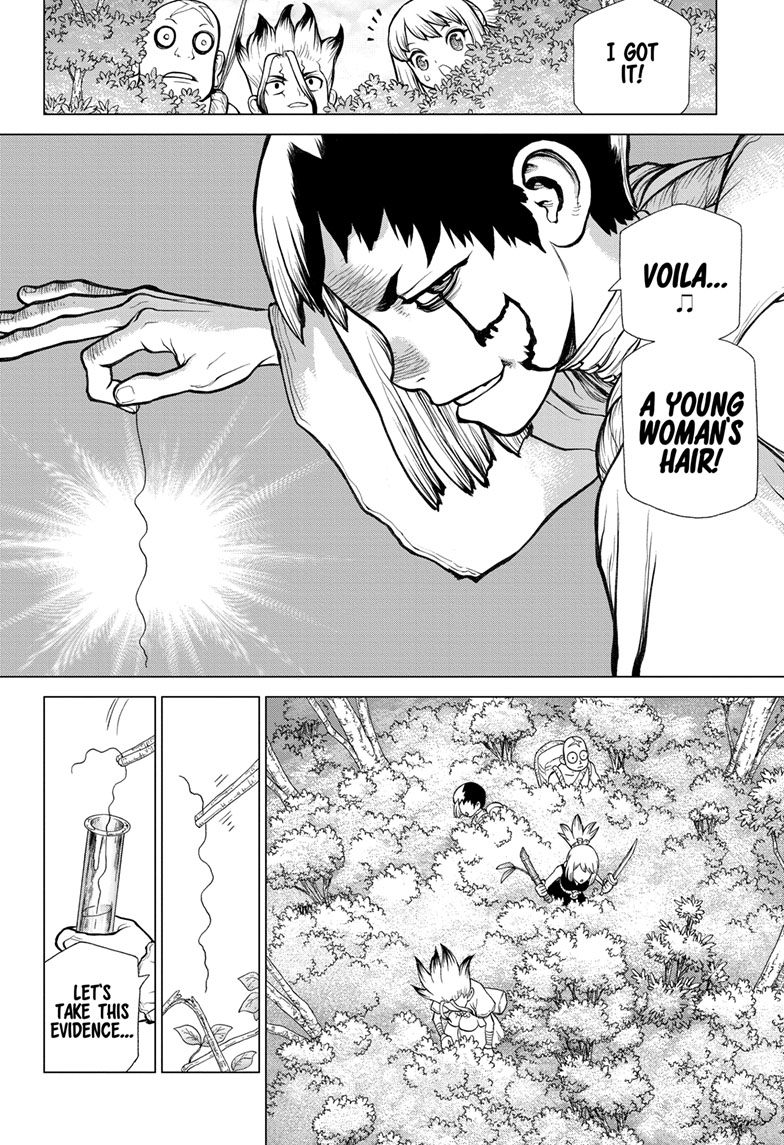 I GOT
IT!
VOILA...
♫
A YOUNG
WOMAN'S
HAIR!
LET'S
TAKE THIS
EVIDENCE...